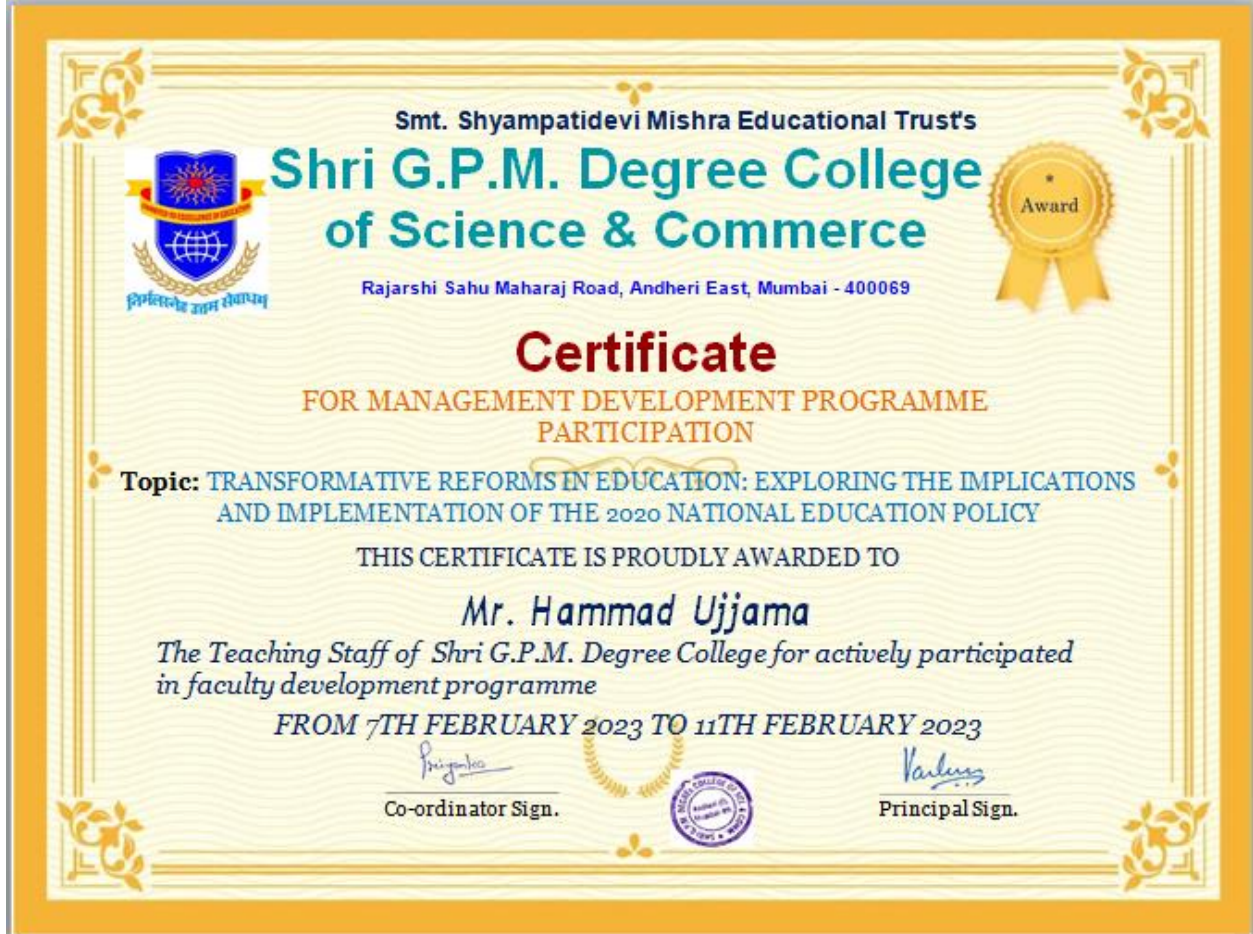 Smt. Shyampatidevi Mishra Educational Trust's
Shri G.P.M. Degree College
of Science & Commerce
Award
Rajarshi Sahu Maharaj Road, Andheri East, Mumbai - 400069
Certificate
FOR MANAGEMENT DEVELOPMENT PROGRAMME
PARTICIPATION
Topic: TRANSFORMATIVE REFORMS IN EDUCATION: EXPLORING THE IMPLICATIONS
AND IMPLEMENTATION OF THE 2020 NATIONAL EDUCATION POLICY
THIS CERTIFICATE IS PROUDLY AWARDED TO
Mr. Hammad Ujjama
The Teaching Staff of Shri G.P.M. Degree College for actively participated
in faculty development programme
FROM 7TH FEBRUARY 2023 TO 11TH FEBRUARY 2023
Priyanka
Co-ordinator Sign.
Principal Sign.